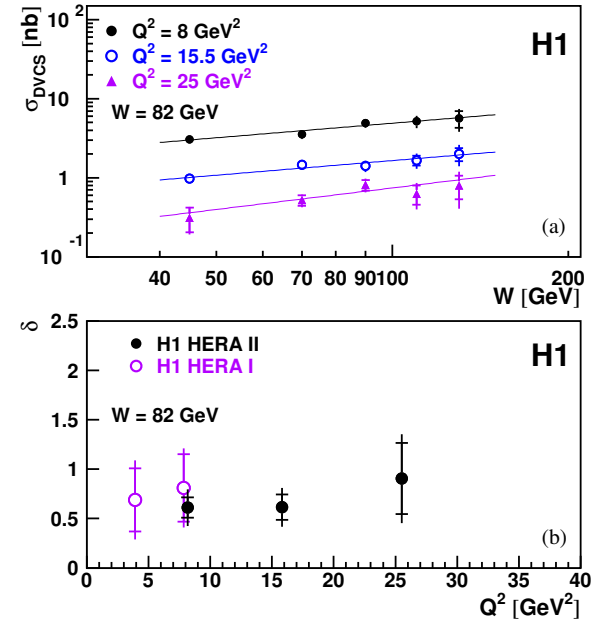 σDVCS [nb]
10²
10
1
10⁻¹
Q² = 8 GeV²
Q² = 15.5 GeV²
Q² = 25 GeV²
W = 82 GeV
H1
(a)
40 50 60 70 80 90 100 200
W [GeV]
δ
2.5
2
1.5
1
0.5
0
H1 HERA II
H1 HERA I
W = 82 GeV
H1
(b)
0 5 10 15 20 25 30 35 40
Q² [GeV²]